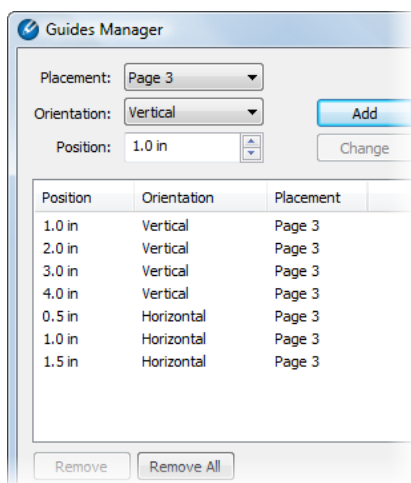 Guides Manager
Placement: Page 3
Orientation: Vertical Add
Position: 1.0 in Change
Position Orientation Placement
1.0 in Vertical Page 3
2.0 in Vertical Page 3
3.0 in Vertical Page 3
4.0 in Vertical Page 3
0.5 in Horizontal Page 3
1.0 in Horizontal Page 3
1.5 in Horizontal Page 3
Remove Remove All